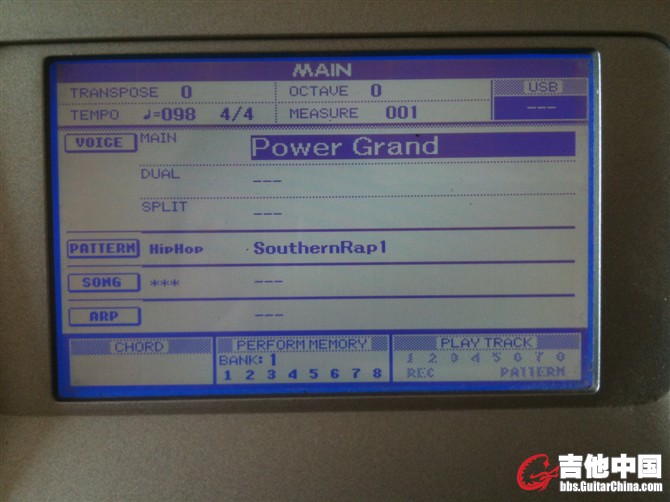 MAIN
TRANSPOSE 0 OCTAVE 0 USB
TEMPO ♩=098 4/4 MEASURE 001 ---
VOICE MAIN Power Grand
DUAL ---
SPLIT ---
PATTERN HipHop SouthernRap1
SONG *** ---
ARP ---
CHORD PERFORM MEMORY PLAY TRACK
BANK: 1 1 2 3 4 5 6 7 8
1 2 3 4 5 6 7 8 REC PATTERN
吉他中国
bbs.GuitarChina.com